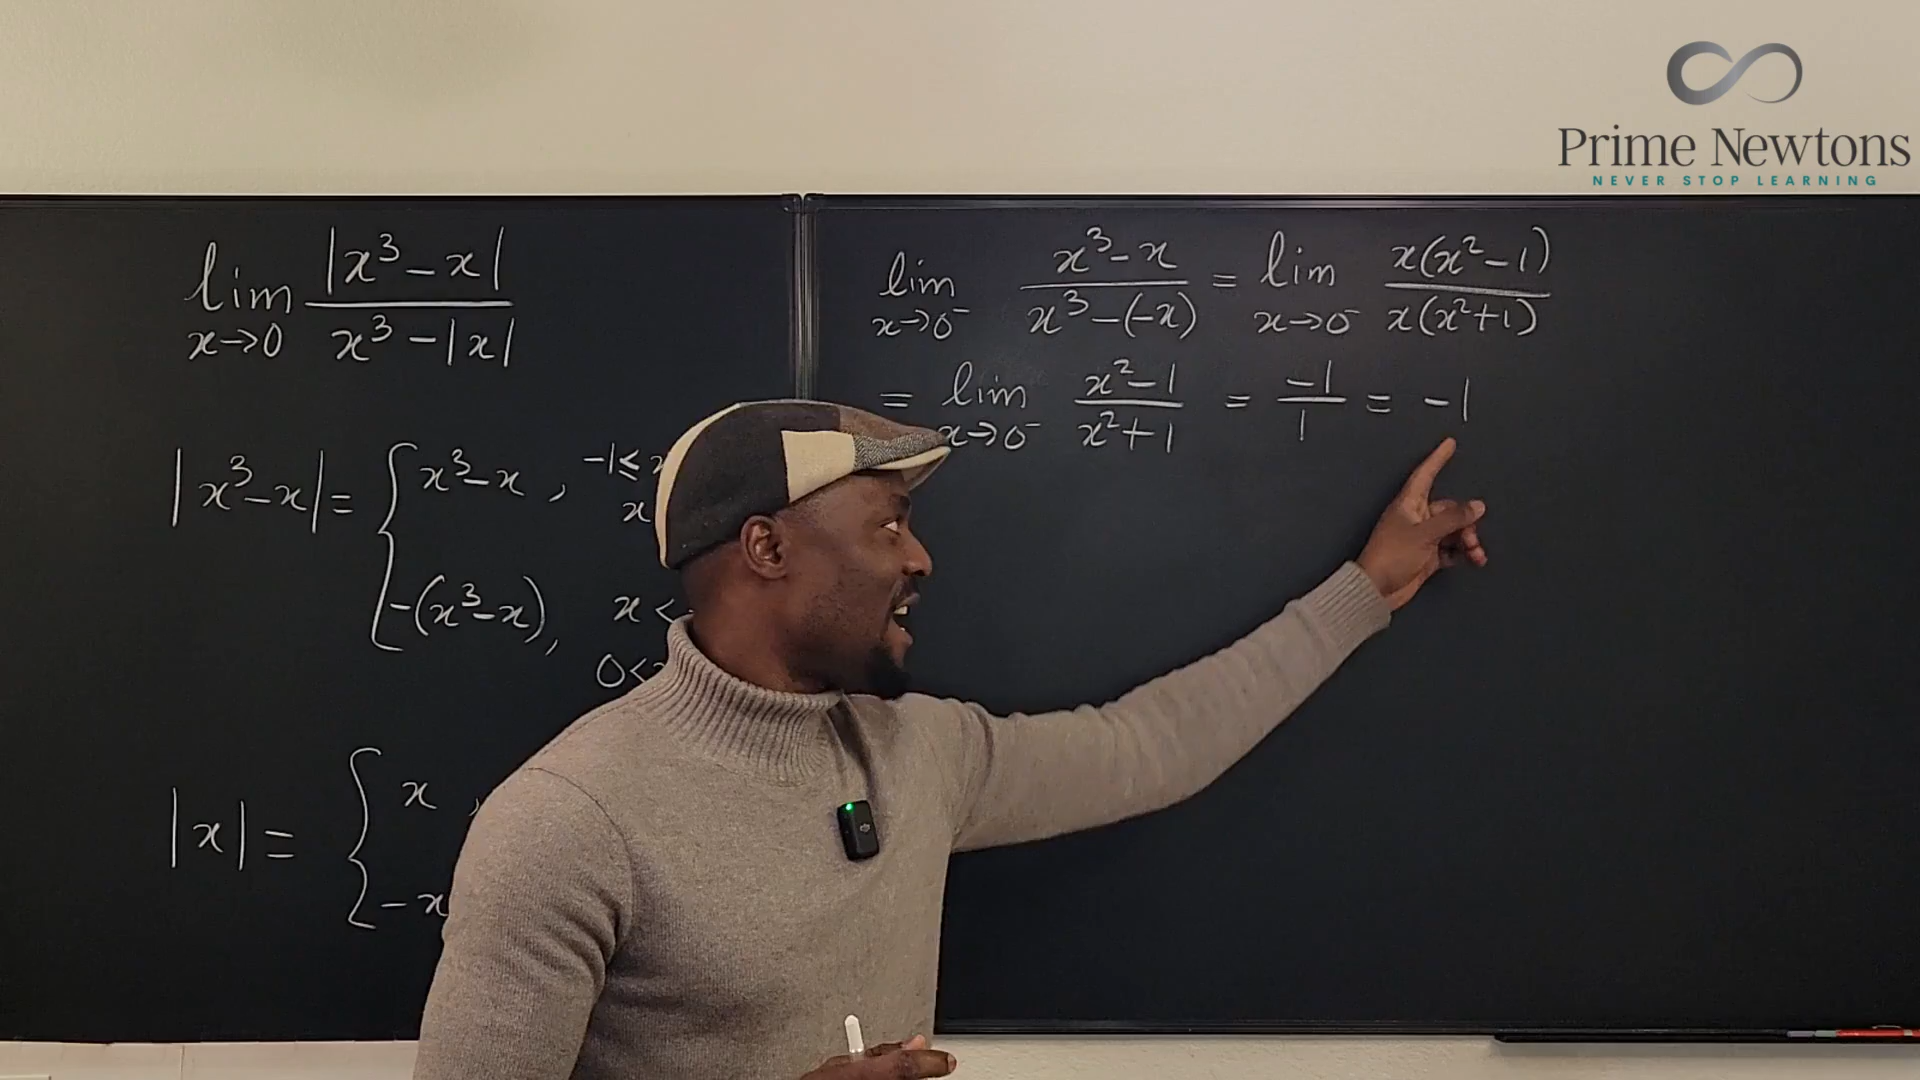 Prime Newtons
NEVER STOP LEARNING
lim x→0 |x³-x| / x³-|x|
|x³-x| = { x³-x , -1≤
x
-(x³-x), x<
0<
|x| = { x ,
-x
lim x→0⁻ x³-x / x³-(-x) = lim x→0⁻ x(x²-1) / x(x²+1)
= lim x→0⁻ x²-1 / x²+1 = -1/1 = -1